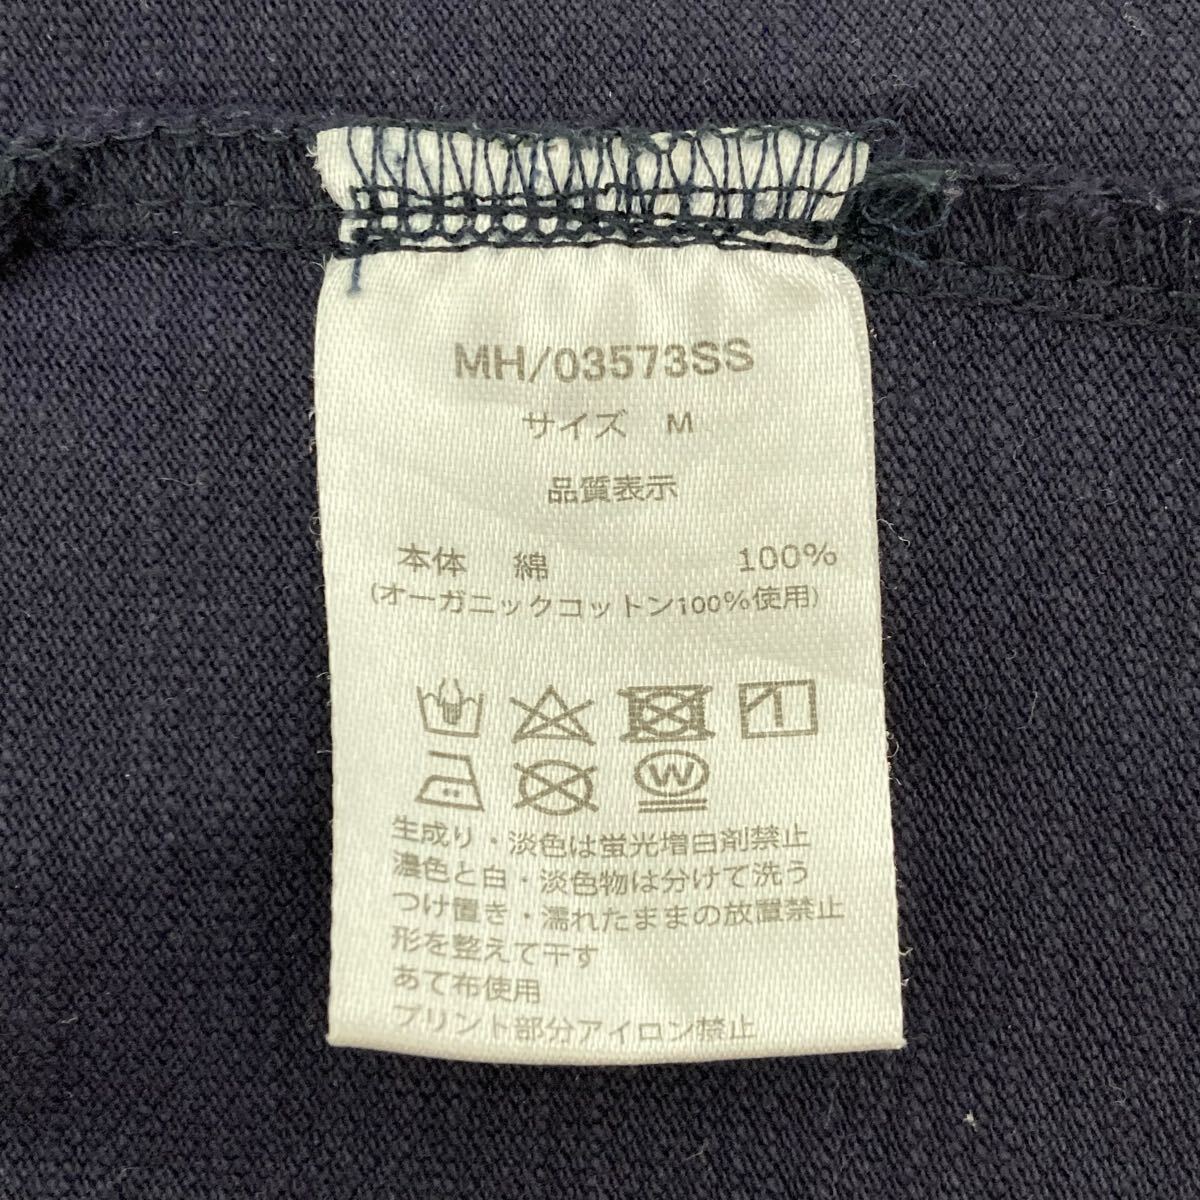 MH/03573SS
サイズ M
品質表示
本体 綿 100%
(オーガニックコットン100%使用)
W
生成り・淡色は蛍光増白剤禁止
濃色と白・淡色物は分けて洗う
つけ置き・濡れたままの放置禁止
形を整えて干す
あて布使用
プリント部分アイロン禁止